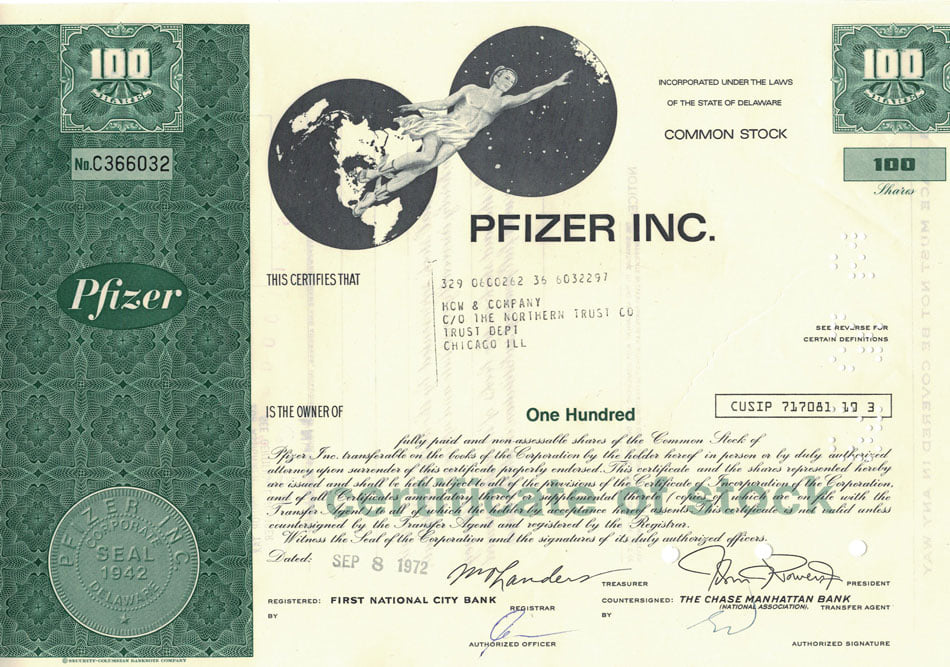 100
SHARES
No.C366032
Pfizer
PFIZER INC.
CORPORATE
SEAL
1942
DELAWARE
© SECURITY-COLUMBIAN BANKNOTE COMPANY
INCORPORATED UNDER THE LAWS
OF THE STATE OF DELAWARE
COMMON STOCK
100
SHARES
100
Shares
PFIZER INC.
THIS CERTIFIES THAT
329 0600262 36 6032297
HOW & COMPANY
C/O THE NORTHERN TRUST CO
TRUST DEPT
CHICAGO ILL
SEE REVERSE FOR
CERTAIN DEFINITIONS
IS THE OWNER OF
One Hundred
CUSIP 717081 10 3
fully paid and non-assessable shares of the Common Stock of
Pfizer Inc. transferable on the books of the Corporation by the holder hereof in person or by duly authorized
attorney upon surrender of this certificate properly endorsed. This certificate and the shares represented hereby
are issued and shall be held subject to all of the provisions of the Certificate of Incorporation of the Corporation,
and of all Certificates amendatory thereof or supplemental thereto (copies of which are on file with the
Transfer Agent) to all of which the holder by acceptance hereof assents. This certificate is not valid unless
countersigned by the Transfer Agent and registered by the Registrar.
certificate of stock
Witness the Seal of the Corporation and the signatures of its duly authorized officers.
Dated: SEP 8 1972
TREASURER
PRESIDENT
REGISTERED: FIRST NATIONAL CITY BANK
REGISTRAR
BY
AUTHORIZED OFFICER
COUNTERSIGNED: THE CHASE MANHATTAN BANK
(NATIONAL ASSOCIATION). TRANSFER AGENT
BY
AUTHORIZED SIGNATURE